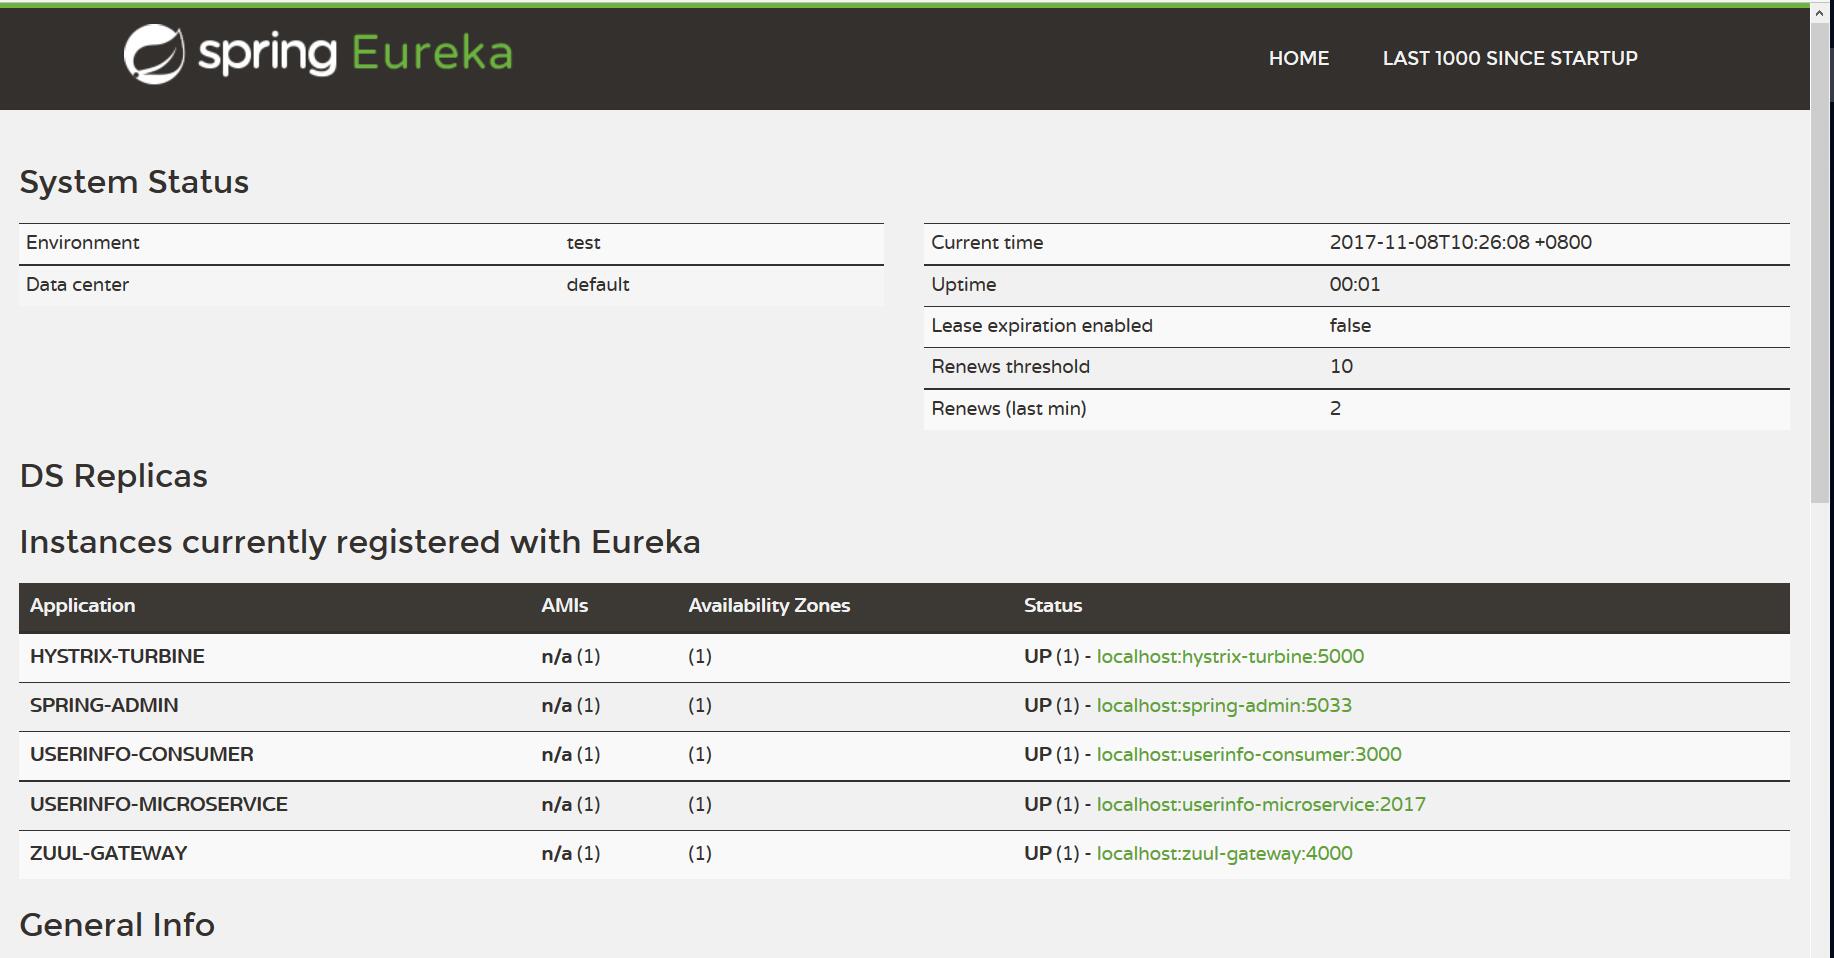 spring Eureka
HOME LAST 1000 SINCE STARTUP
System Status
Environment test
Data center default
Current time 2017-11-08T10:26:08 +0800
Uptime 00:01
Lease expiration enabled false
Renews threshold 10
Renews (last min) 2
DS Replicas
Instances currently registered with Eureka
Application AMIs Availability Zones Status
HYSTRIX-TURBINE n/a (1) (1) UP (1) - localhost:hystrix-turbine:5000
SPRING-ADMIN n/a (1) (1) UP (1) - localhost:spring-admin:5033
USERINFO-CONSUMER n/a (1) (1) UP (1) - localhost:userinfo-consumer:3000
USERINFO-MICROSERVICE n/a (1) (1) UP (1) - localhost:userinfo-microservice:2017
ZUUL-GATEWAY n/a (1) (1) UP (1) - localhost:zuul-gateway:4000
General Info